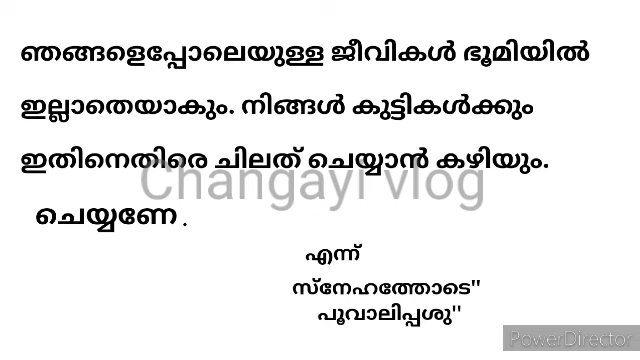 ഞങ്ങളെപ്പോലെയുള്ള ജീവികൾ ഭൂമിയിൽ
ഇല്ലാതെയാകും. നിങ്ങൾ കുട്ടികൾക്കും
ഇതിനെതിരെ ചിലത് ചെയ്യാൻ കഴിയും.
Changayi vlog
ചെയ്യണേ .
എന്ന്
സ്നേഹത്തോടെ"
പൂവാലിപ്പശു"
PowerDirector